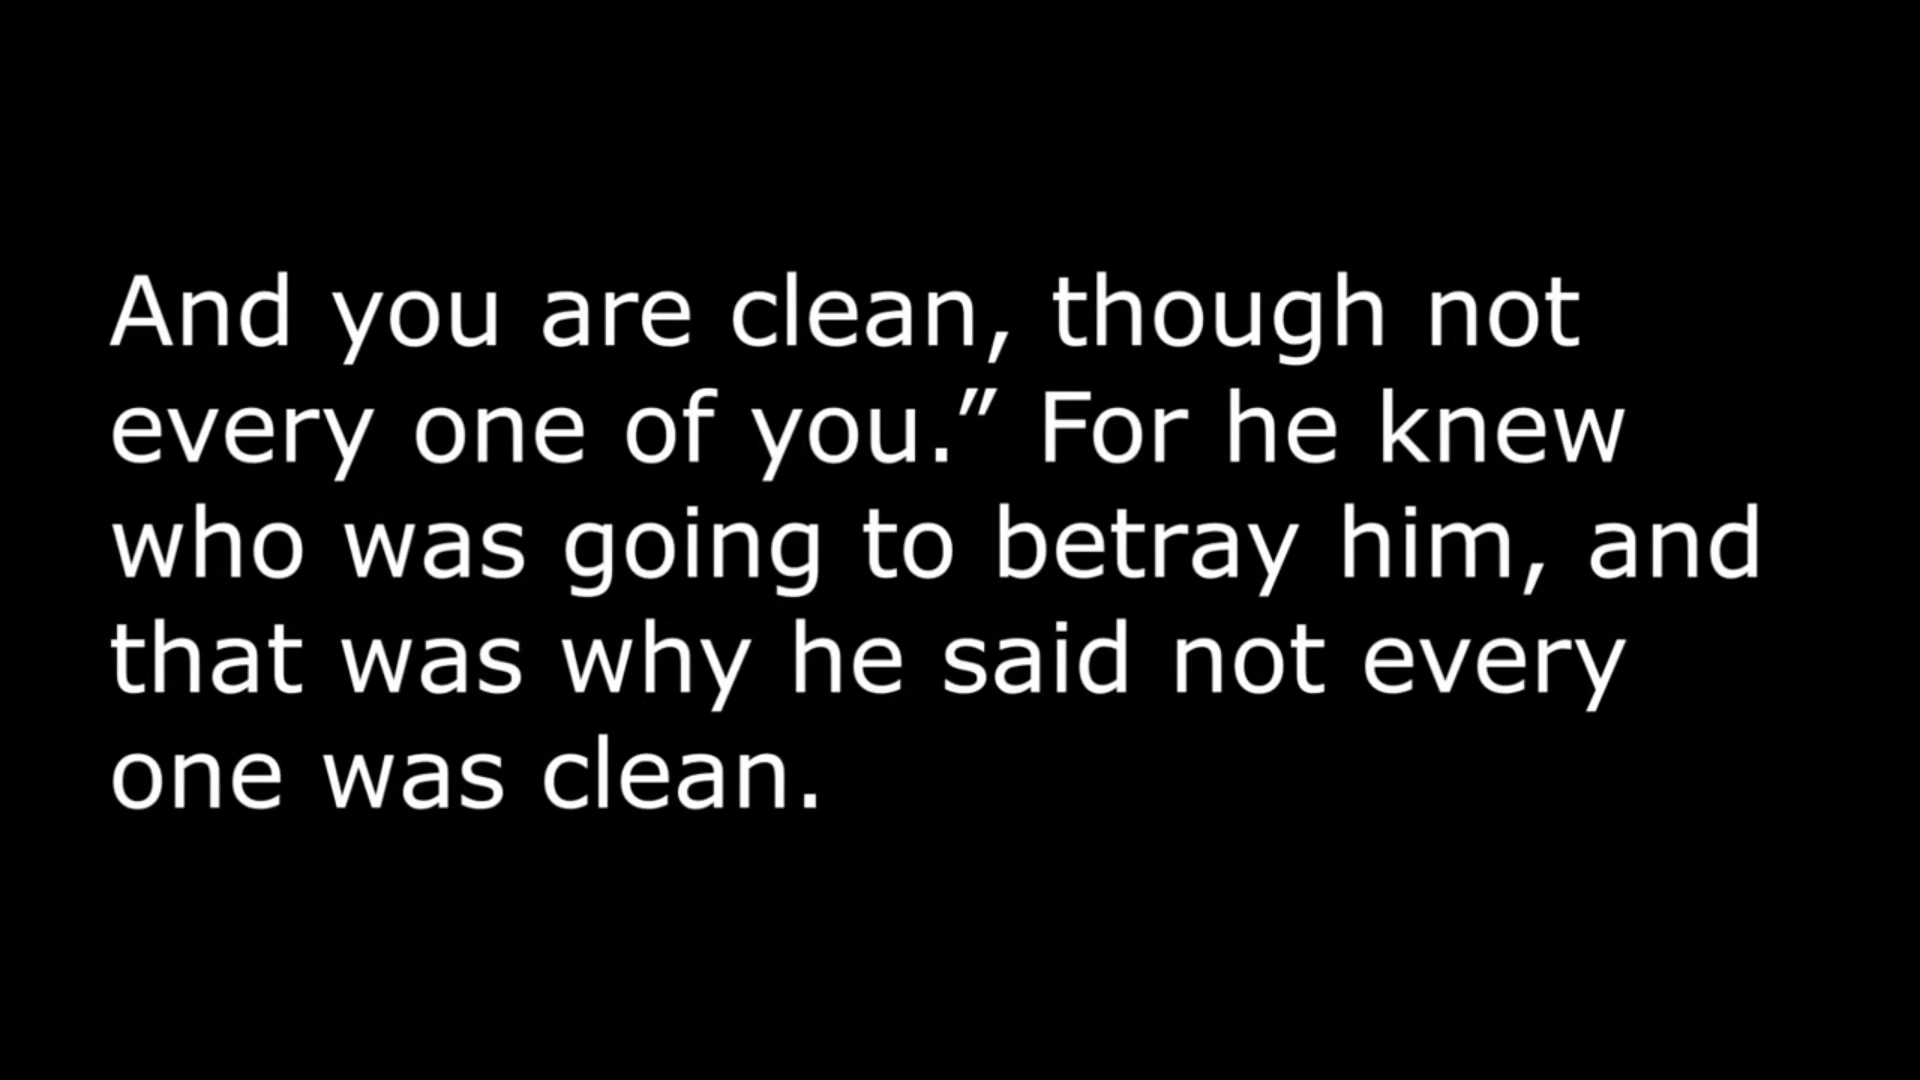 And you are clean, though not
every one of you.” For he knew
who was going to betray him, and
that was why he said not every
one was clean.